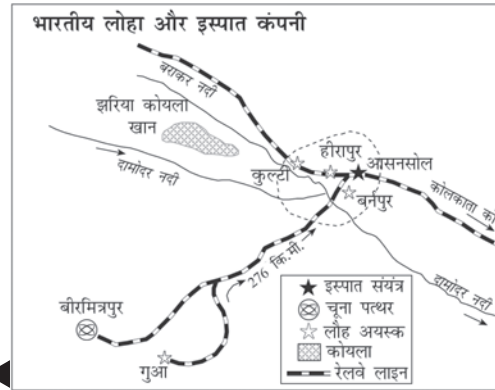 भारतीय लोहा और इस्पात कंपनी
बराकर नदी
झरिया कोयला
खान
दामोदर नदी
हीरापुर
कुल्टी
आसनसोल
बर्नपुर
कोलकाता को
276 कि.मी.
दामोदर नदी
बीरमित्रपुर
गुआ
इस्पात संयंत्र
चूना पत्थर
लौह अयस्क
कोयला
रेलवे लाइन